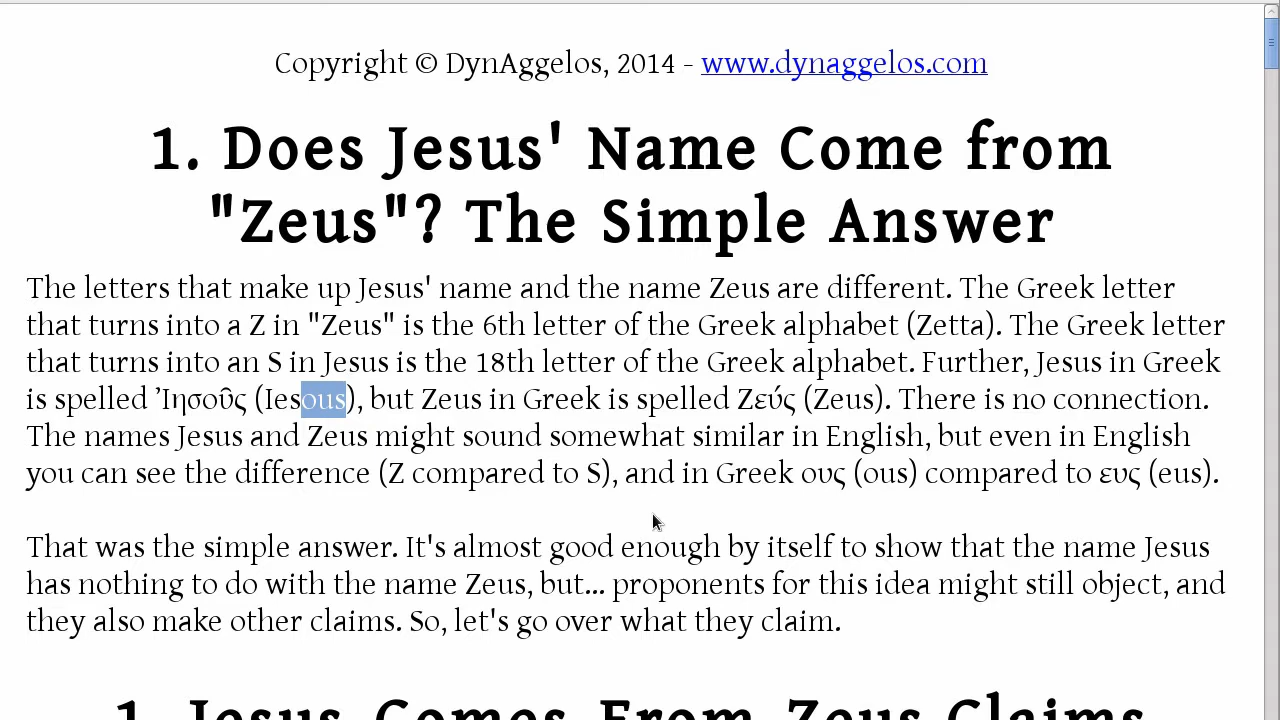 Copyright © DynAggelos, 2014 - www.dynaggelos.com
1. Does Jesus' Name Come from
"Zeus"? The Simple Answer
The letters that make up Jesus' name and the name Zeus are different. The Greek letter
that turns into a Z in "Zeus" is the 6th letter of the Greek alphabet (Zetta). The Greek letter
that turns into an S in Jesus is the 18th letter of the Greek alphabet. Further, Jesus in Greek
is spelled Ἰησοῦς (Iesous), but Zeus in Greek is spelled Ζεύς (Zeus). There is no connection.
The names Jesus and Zeus might sound somewhat similar in English, but even in English
you can see the difference (Z compared to S), and in Greek ους (ous) compared to ευς (eus).
That was the simple answer. It's almost good enough by itself to show that the name Jesus
has nothing to do with the name Zeus, but... proponents for this idea might still object, and
they also make other claims. So, let's go over what they claim.
1. Jesus Comes From Zeus Claims